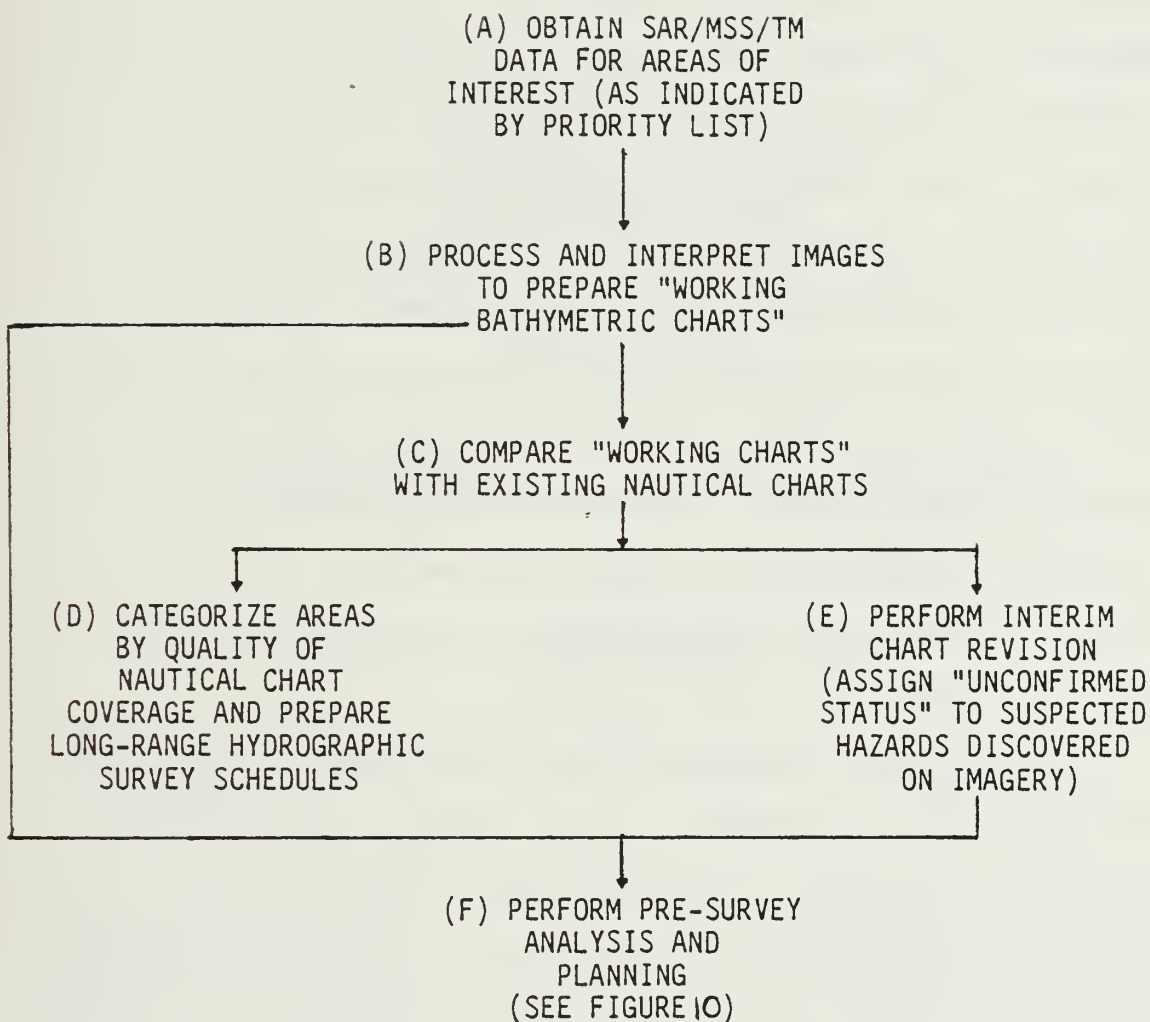 (A) OBTAIN SAR/MSS/TM
DATA FOR AREAS OF
INTEREST (AS INDICATED
BY PRIORITY LIST)
(B) PROCESS AND INTERPRET IMAGES
TO PREPARE "WORKING
BATHYMETRIC CHARTS"
(C) COMPARE "WORKING CHARTS"
WITH EXISTING NAUTICAL CHARTS
(D) CATEGORIZE AREAS
BY QUALITY OF
NAUTICAL CHART
COVERAGE AND PREPARE
LONG-RANGE HYDROGRAPHIC
SURVEY SCHEDULES
(E) PERFORM INTERIM
CHART REVISION
(ASSIGN "UNCONFIRMED
STATUS" TO SUSPECTED
HAZARDS DISCOVERED
ON IMAGERY)
(F) PERFORM PRE-SURVEY
ANALYSIS AND
PLANNING
(SEE FIGURE 10)